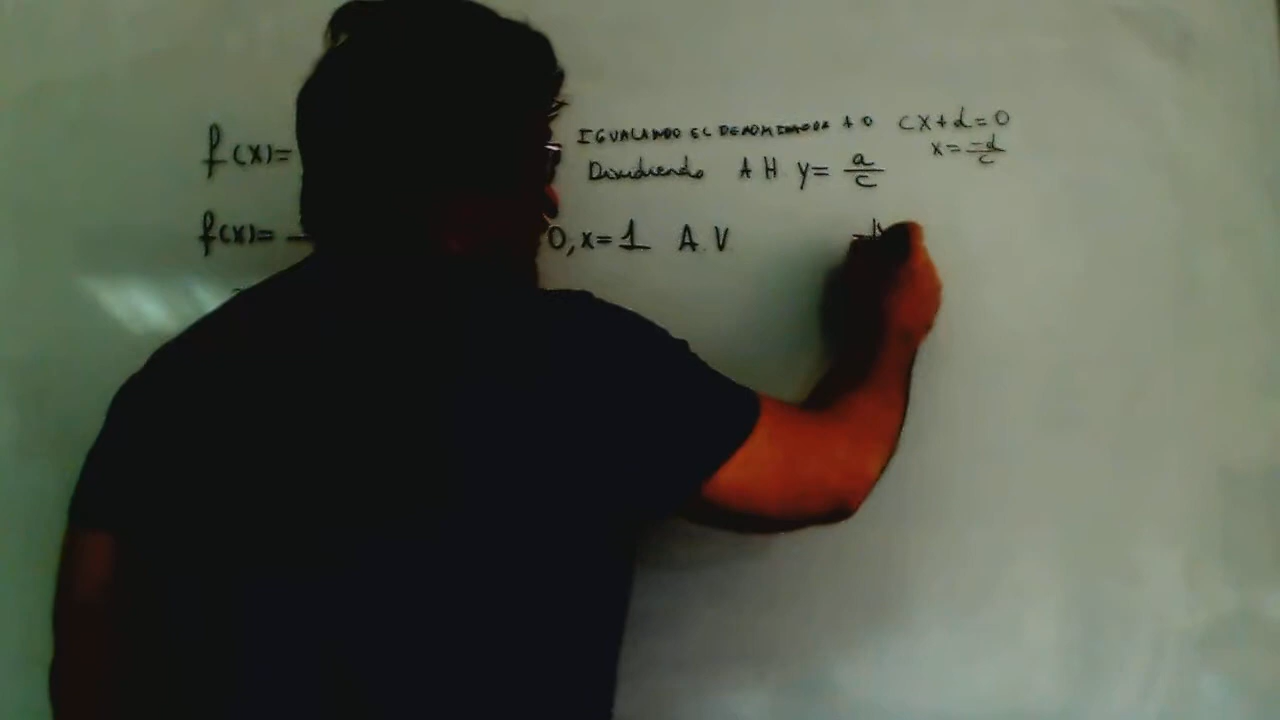 f(x)= IGUALANDO EL DENOMINADOR A 0 cx+d=0
x=-d/c
Dividiendo A H y= a/c
f(x)= 0, x=1 A V